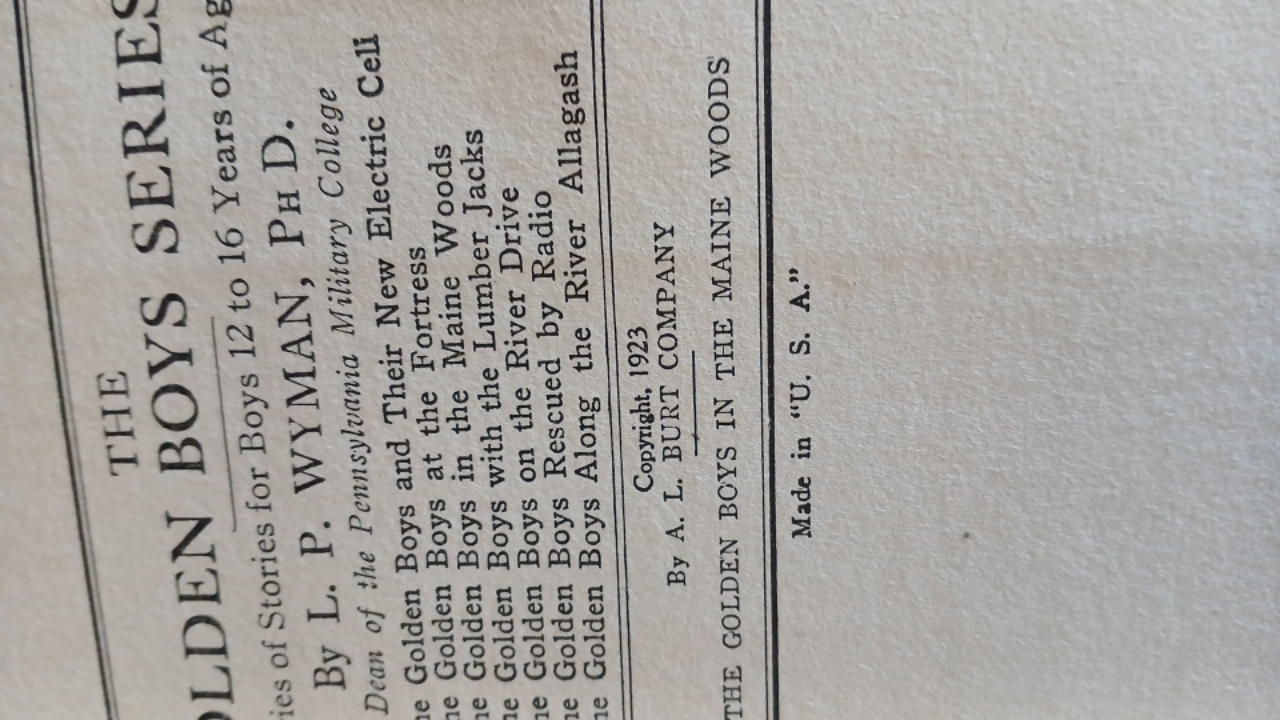 THE
OLDEN BOYS SERIES
ies of Stories for Boys 12 to 16 Years of Ag
By L. P. WYMAN, PH D.
Dean of the Pennsylvania Military College
ne Golden Boys and Their New Electric Cell
ne Golden Boys at the Fortress
ne Golden Boys in the Maine Woods
ne Golden Boys with the Lumber Jacks
ne Golden Boys on the River Drive
ne Golden Boys Rescued by Radio
ne Golden Boys Along the River Allagash
Copyright, 1923
By A. L. BURT COMPANY
THE GOLDEN BOYS IN THE MAINE WOODS
Made in "U. S. A."